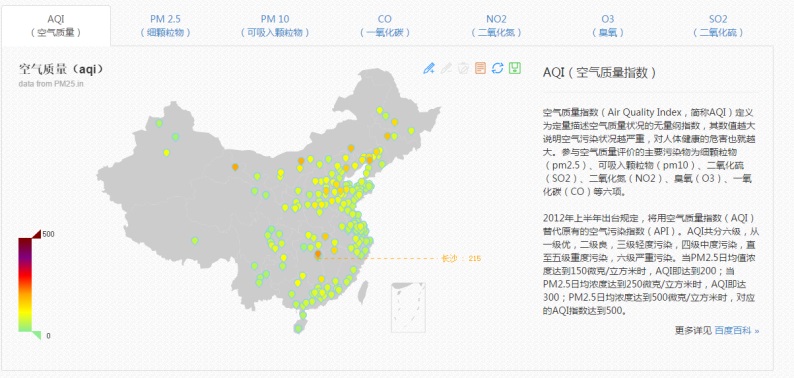 AQI
（空气质量）
PM 2.5
（细颗粒物）
PM 10
（可吸入颗粒物）
CO
（一氧化碳）
NO2
（二氧化氮）
O3
（臭氧）
SO2
（二氧化硫）
空气质量（aqi）
data from PM25.in
500
0
长沙 : 215
AQI（空气质量指数）
空气质量指数（Air Quality Index，简称AQI）定义
为定量描述空气质量状况的无量纲指数，其数值越大
说明空气污染状况越严重，对人体健康的危害也就越
大。参与空气质量评价的主要污染物为细颗粒物
（pm2.5）、可吸入颗粒物（pm10）、二氧化硫
（SO2）、二氧化氮（NO2）、臭氧（O3）、一氧
化碳（CO）等六项。
2012年上半年出台规定，将用空气质量指数（AQI）
替代原有的空气污染指数（API）。AQI共分六级，从
一级优，二级良，三级轻度污染，四级中度污染，直
至五级重度污染，六级严重污染。当PM2.5日均值浓
度达到150微克/立方米时，AQI即达到200；当
PM2.5日均浓度达到250微克/立方米时，AQI即达
300；PM2.5日均浓度达到500微克/立方米时，对应
的AQI指数达到500。
更多详见 百度百科 »